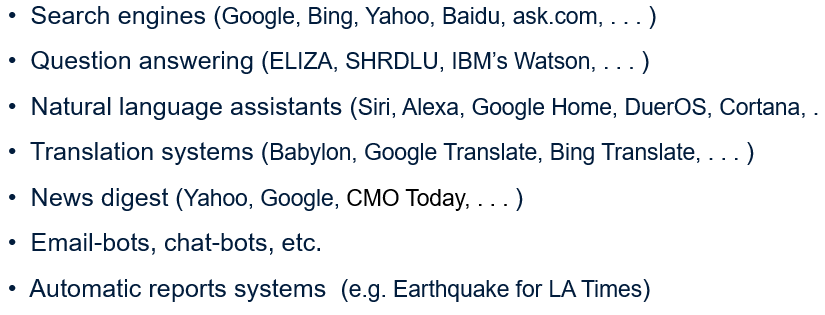 • Search engines (Google, Bing, Yahoo, Baidu, ask.com, . . . )
• Question answering (ELIZA, SHRDLU, IBM’s Watson, . . . )
• Natural language assistants (Siri, Alexa, Google Home, DuerOS, Cortana, .
• Translation systems (Babylon, Google Translate, Bing Translate, . . . )
• News digest (Yahoo, Google, CMO Today, . . . )
• Email-bots, chat-bots, etc.
• Automatic reports systems (e.g. Earthquake for LA Times)